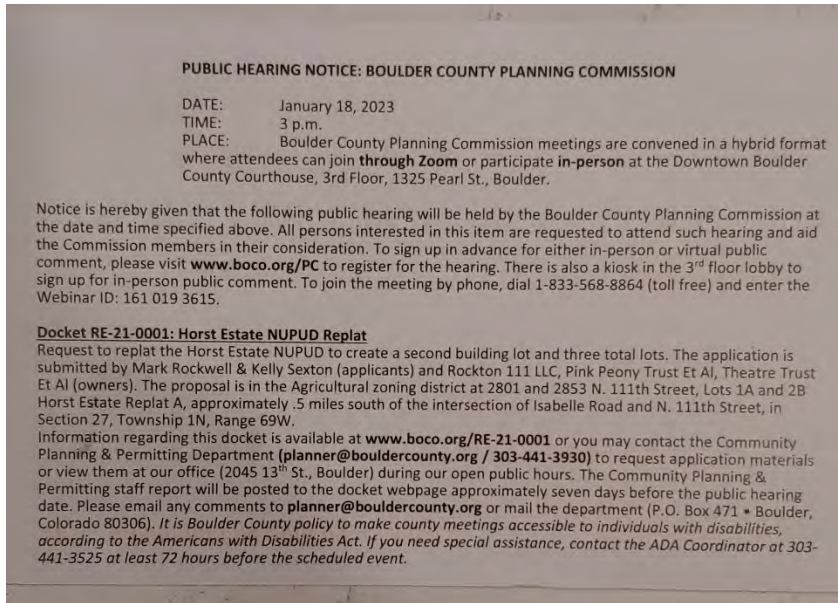 PUBLIC HEARING NOTICE: BOULDER COUNTY PLANNING COMMISSION
DATE: January 18, 2023
TIME: 3 p.m.
PLACE: Boulder County Planning Commission meetings are convened in a hybrid format
where attendees can join through Zoom or participate in-person at the Downtown Boulder
County Courthouse, 3rd Floor, 1325 Pearl St., Boulder.
Notice is hereby given that the following public hearing will be held by the Boulder County Planning Commission at
the date and time specified above. All persons interested in this item are requested to attend such hearing and aid
the Commission members in their consideration. To sign up in advance for either in-person or virtual public
comment, please visit www.boco.org/PC to register for the hearing. There is also a kiosk in the 3rd floor lobby to
sign up for in-person public comment. To join the meeting by phone, dial 1-833-568-8864 (toll free) and enter the
Webinar ID: 161 019 3615.
Docket RE-21-0001: Horst Estate NUPUD Replat
Request to replat the Horst Estate NUPUD to create a second building lot and three total lots. The application is
submitted by Mark Rockwell & Kelly Sexton (applicants) and Rockton 111 LLC, Pink Peony Trust Et Al, Theatre Trust
Et Al (owners). The proposal is in the Agricultural zoning district at 2801 and 2853 N. 111th Street, Lots 1A and 2B
Horst Estate Replat A, approximately .5 miles south of the intersection of Isabelle Road and N. 111th Street, in
Section 27, Township 1N, Range 69W.
Information regarding this docket is available at www.boco.org/RE-21-0001 or you may contact the Community
Planning & Permitting Department (planner@bouldercounty.org / 303-441-3930) to request application materials
or view them at our office (2045 13th St., Boulder) during our open public hours. The Community Planning &
Permitting staff report will be posted to the docket webpage approximately seven days before the public hearing
date. Please email any comments to planner@bouldercounty.org or mail the department (P.O. Box 471 • Boulder,
Colorado 80306). It is Boulder County policy to make county meetings accessible to individuals with disabilities,
according to the Americans with Disabilities Act. If you need special assistance, contact the ADA Coordinator at 303-
441-3525 at least 72 hours before the scheduled event.